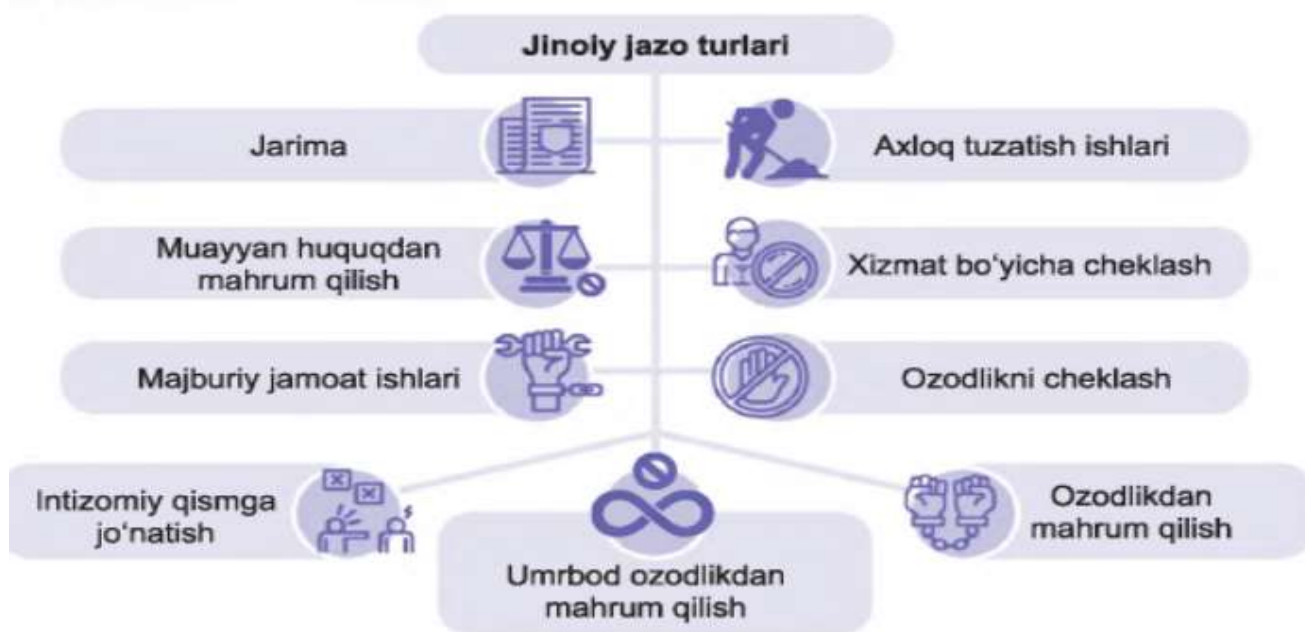 Jinoiy jazo turlari
Jarima
Axloq tuzatish ishlari
Muayyan huquqdan
mahrum qilish
Xizmat bo‘yicha cheklash
Majburiy jamoat ishlari
Ozodlikni cheklash
Intizomiy qismga
jo‘natish
Umrbod ozodlikdan
mahrum qilish
Ozodlikdan
mahrum qilish